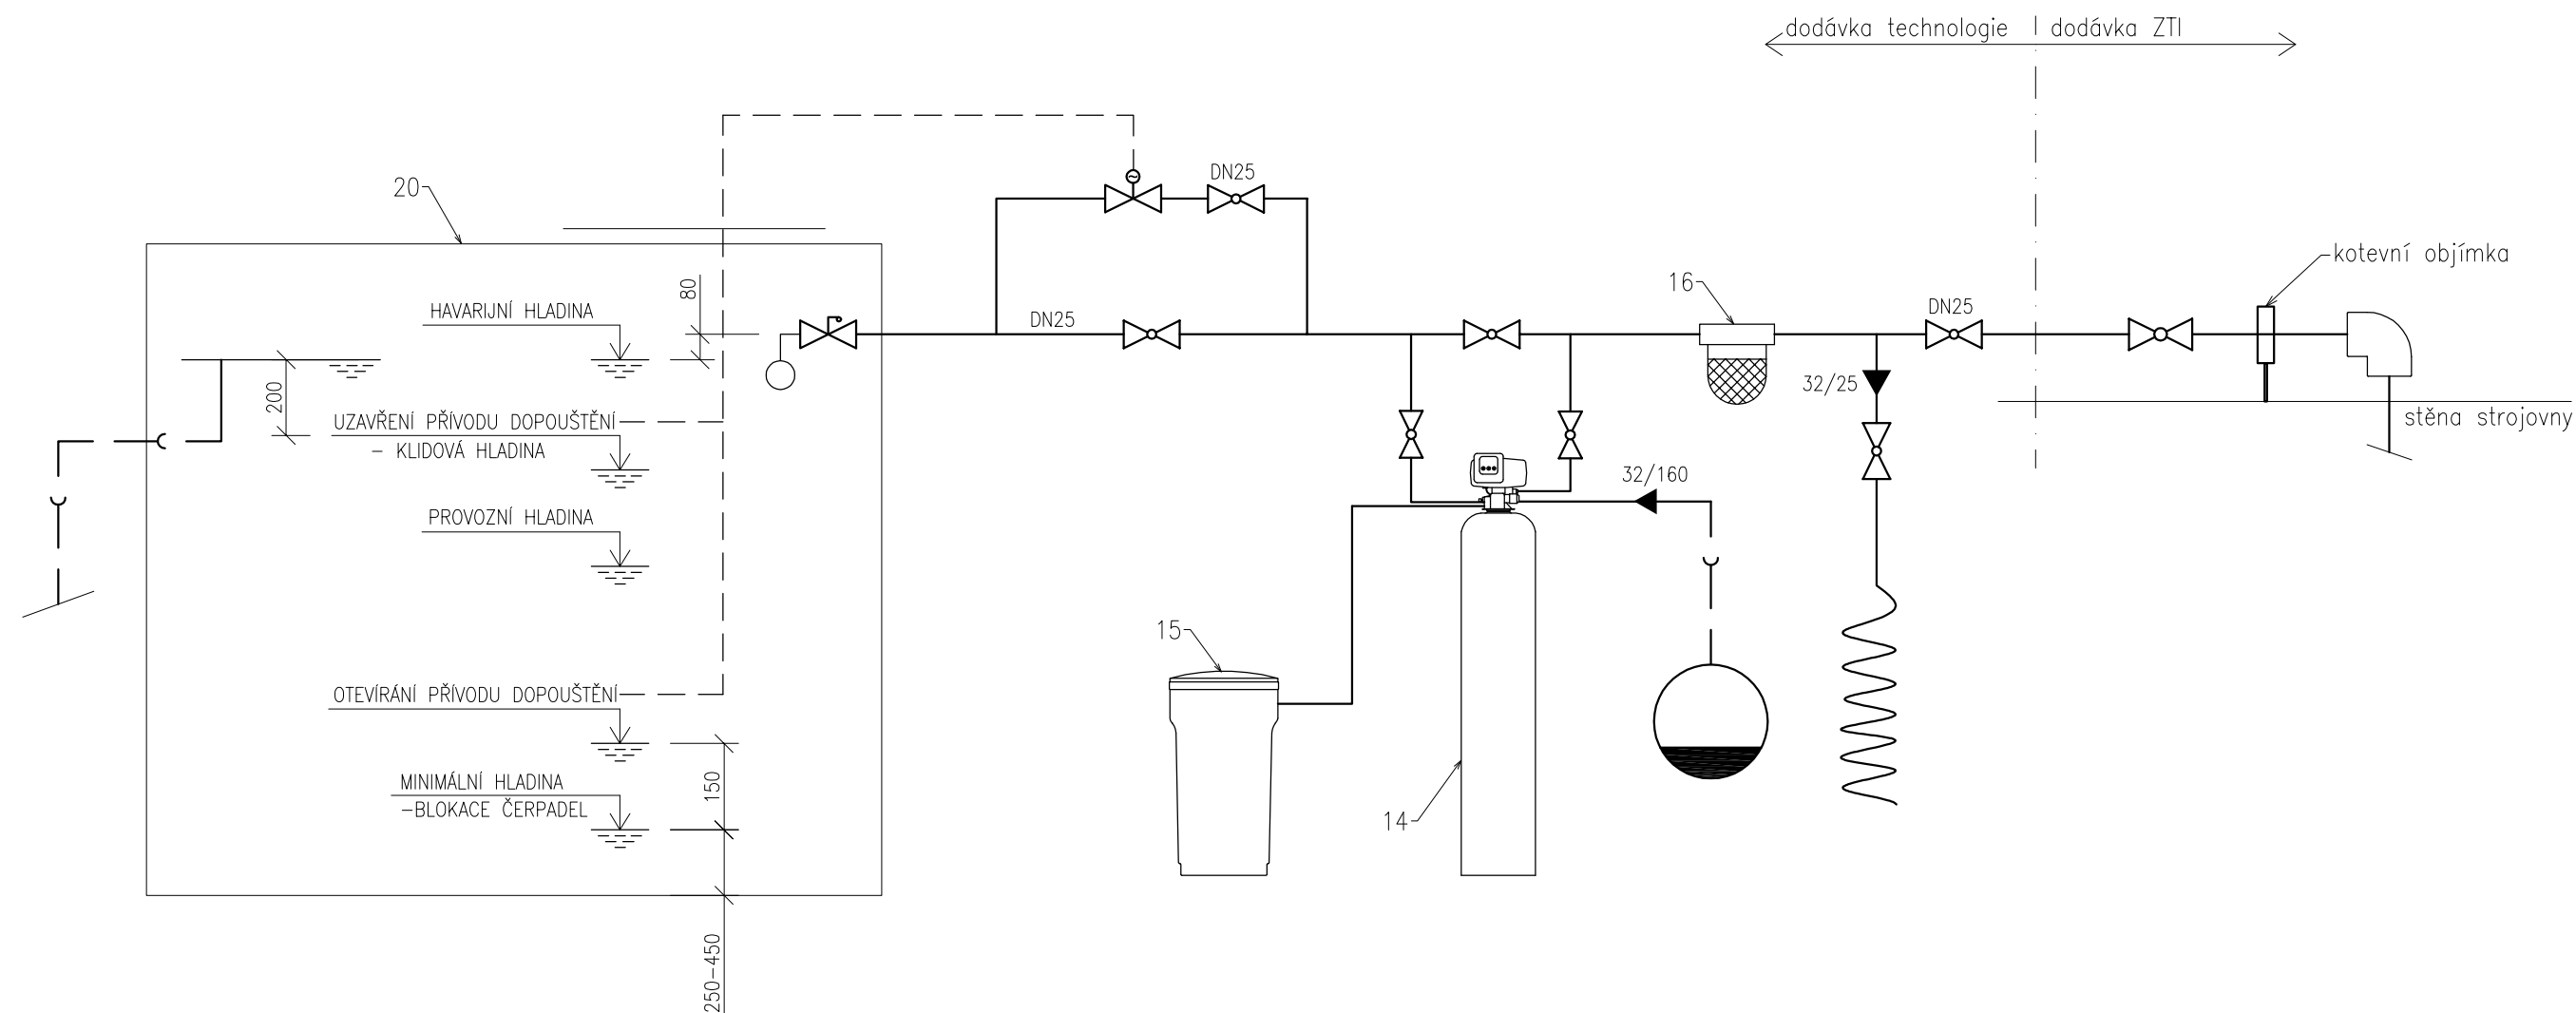 dodávka technologie
dodávka ZTI
20
DN25
kotevní objímka
16
80
HAVARIJNÍ HLADINA
DN25
DN25
200
32/25
UZAVŘENÍ PŘÍVODU DOPOUŠTĚNÍ
- KLIDOVÁ HLADINA
stěna strojovny
32/160
PROVOZNÍ HLADINA
15
OTEVÍRÁNÍ PŘÍVODU DOPOUŠTĚNÍ
MINIMÁLNÍ HLADINA
-BLOKACE ČERPADEL
150
14
250-450